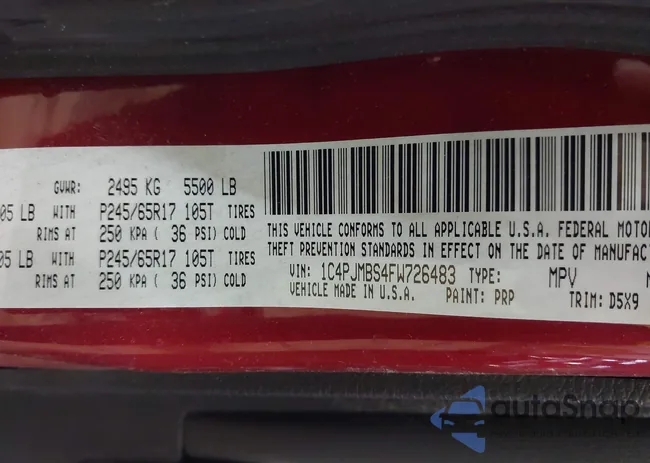 GVWR: 2495 KG 5500 LB
05 LB WITH P245/65R17 105T TIRES
RIMS AT 250 KPA ( 36 PSI) COLD
05 LB WITH P245/65R17 105T TIRES
RIMS AT 250 KPA ( 36 PSI) COLD
THIS VEHICLE CONFORMS TO ALL APPLICABLE U.S.A. FEDERAL MOTOR
THEFT PREVENTION STANDARDS IN EFFECT ON THE DATE OF MANUFACT
VIN: 1C4PJMBS4FW726483 TYPE: MPV
VEHICLE MADE IN U.S.A. PAINT: PRP TRIM: D5X9
autoSnap